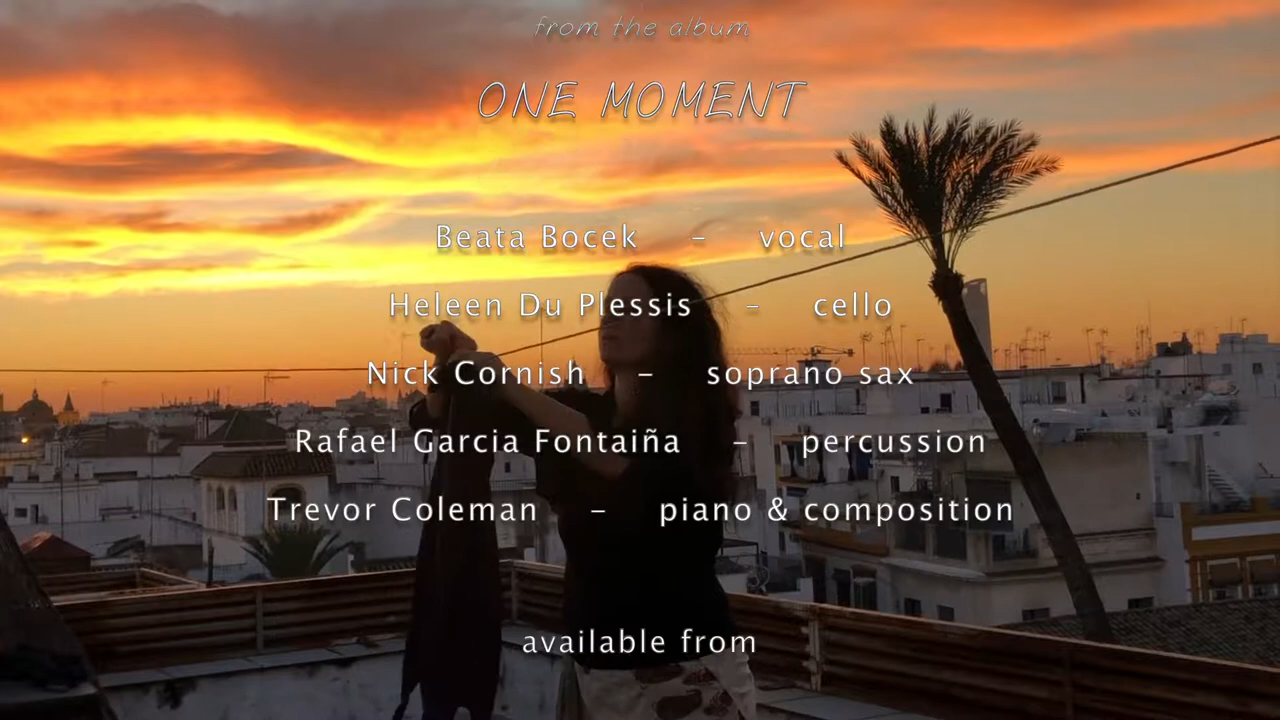 from the album
ONE MOMENT
Beata Bocek - vocal
Heleen Du Plessis - cello
Nick Cornish - soprano sax
Rafael Garcia Fontaiña - percussion
Trevor Coleman - piano & composition
available from